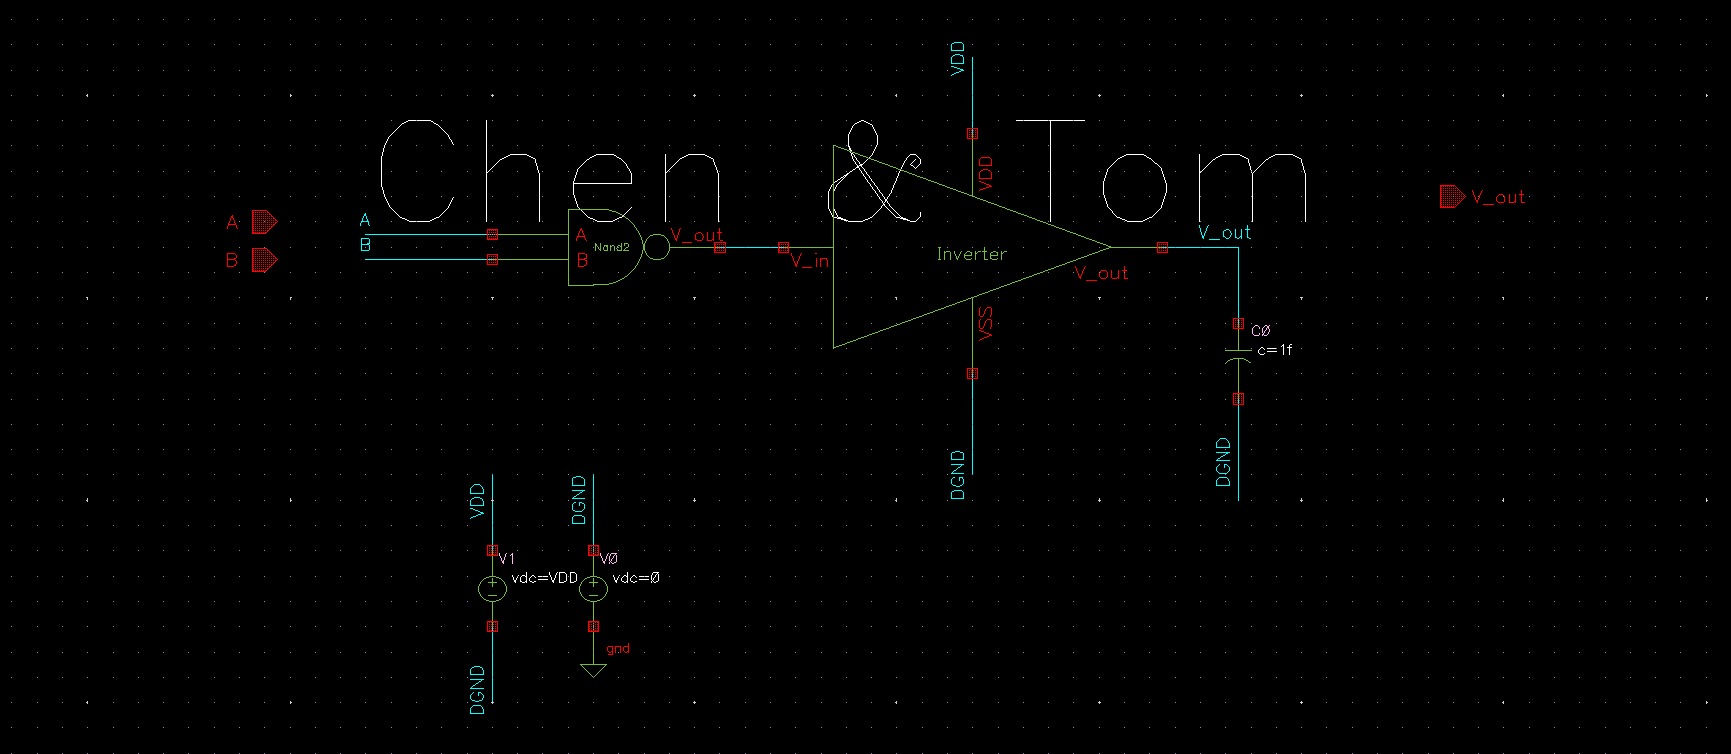 VDD
Chen & Tom
VDD
A
A
B
B
A
B
Nand2
V_out
V_in
Inverter
V_out
V_out
V_out
VSS
C0
c=1f
DGND
DGND
VDD
DGND
V1
vdc=VDD
V0
vdc=0
gnd
DGND